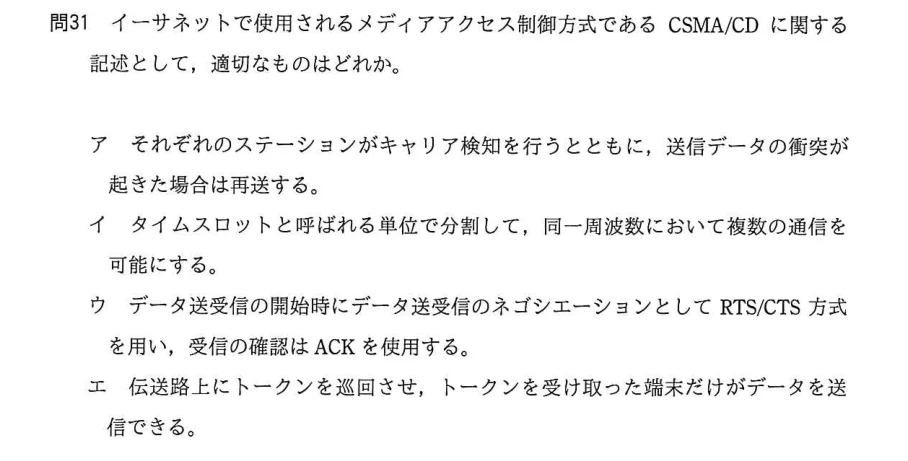 問31　イーサネットで使用されるメディアアクセス制御方式である CSMA/CD に関する
記述として，適切なものはどれか。
ア　それぞれのステーションがキャリア検知を行うとともに，送信データの衝突が
起きた場合は再送する。
イ　タイムスロットと呼ばれる単位で分割して，同一周波数において複数の通信を
可能にする。
ウ　データ送受信の開始時にデータ送受信のネゴシエーションとして RTS/CTS 方式
を用い，受信の確認は ACK を使用する。
エ　伝送路上にトークンを巡回させ，トークンを受け取った端末だけがデータを送
信できる。